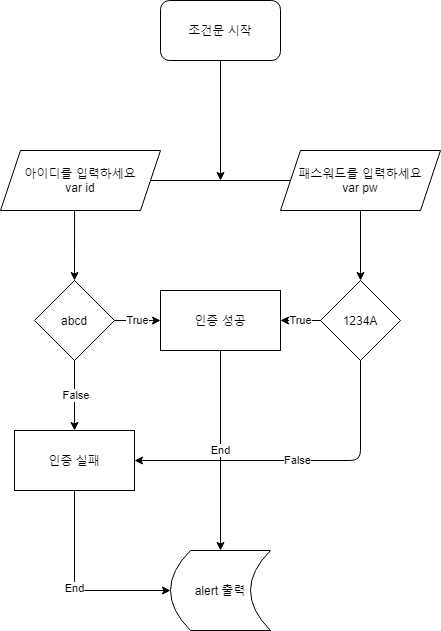 조건문 시작
아이디를 입력하세요
var id
패스워드를 입력하세요
var pw
abcd
True
인증 성공
True
1234A
False
인증 실패
End
False
End
alert 출력